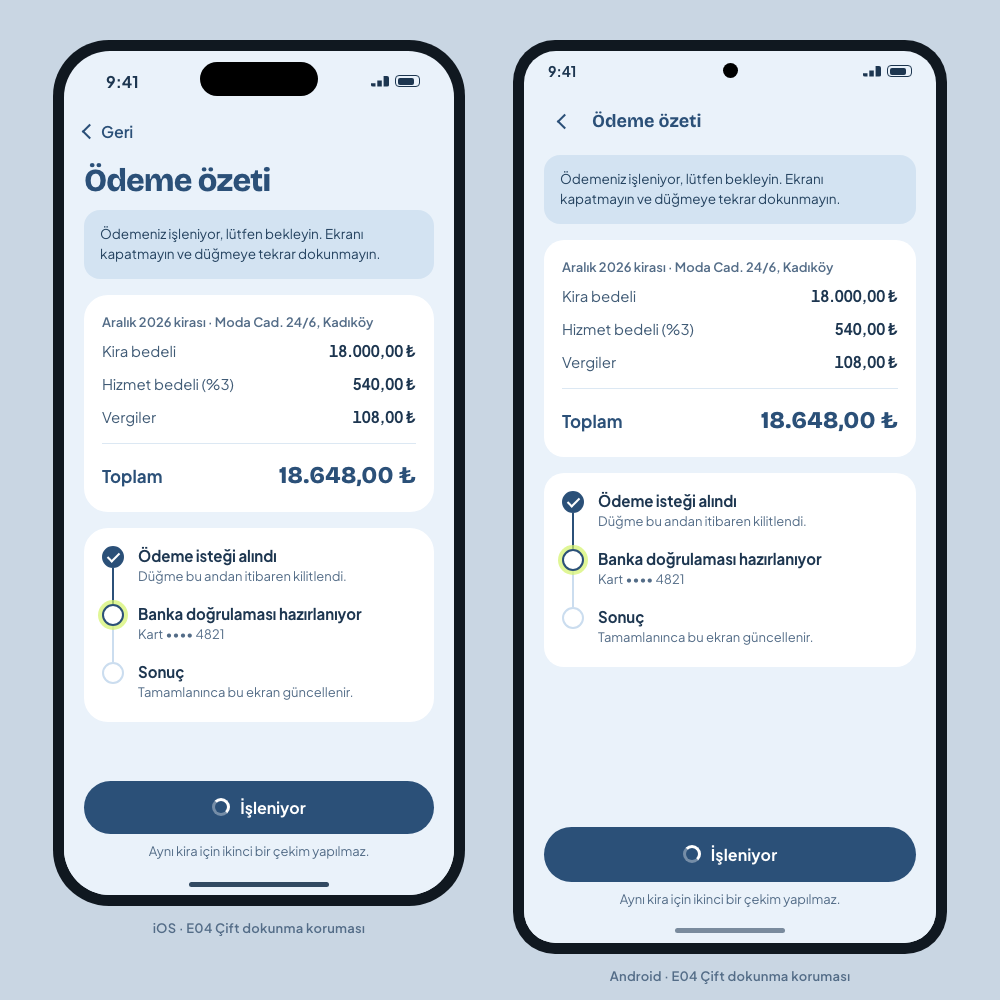 9:41
Geri
Ödeme özeti
Ödemeniz işleniyor, lütfen bekleyin. Ekranı
kapatmayın ve düğmeye tekrar dokunmayın.
Aralık 2026 kirası · Moda Cad. 24/6, Kadıköy
Kira bedeli 18.000,00 ₺
Hizmet bedeli (%3) 540,00 ₺
Vergiler 108,00 ₺
Toplam 18.648,00 ₺
Ödeme isteği alındı
Düğme bu andan itibaren kilitlendi.
Banka doğrulaması hazırlanıyor
Kart •••• 4821
Sonuç
Tamamlanınca bu ekran güncellenir.
İşleniyor
Aynı kira için ikinci bir çekim yapılmaz.
iOS · E04 Çift dokunma koruması
9:41
Ödeme özeti
Ödemeniz işleniyor, lütfen bekleyin. Ekranı
kapatmayın ve düğmeye tekrar dokunmayın.
Aralık 2026 kirası · Moda Cad. 24/6, Kadıköy
Kira bedeli 18.000,00 ₺
Hizmet bedeli (%3) 540,00 ₺
Vergiler 108,00 ₺
Toplam 18.648,00 ₺
Ödeme isteği alındı
Düğme bu andan itibaren kilitlendi.
Banka doğrulaması hazırlanıyor
Kart •••• 4821
Sonuç
Tamamlanınca bu ekran güncellenir.
İşleniyor
Aynı kira için ikinci bir çekim yapılmaz.
Android · E04 Çift dokunma koruması